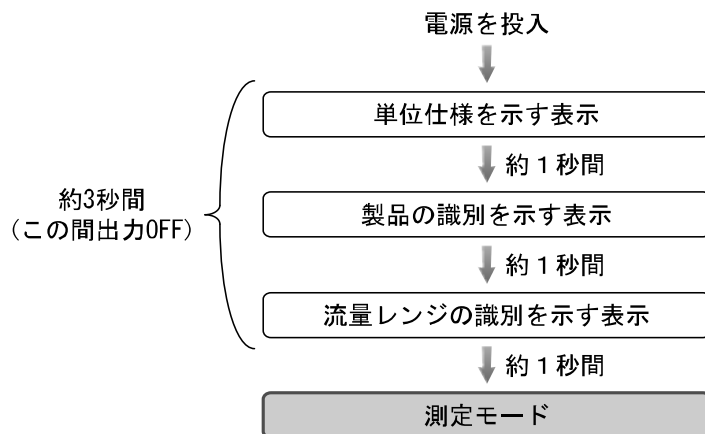 電源を投入
単位仕様を示す表示
約1秒間
製品の識別を示す表示
約3秒間
(この間出力OFF)
約1秒間
流量レンジの識別を示す表示
約1秒間
測定モード